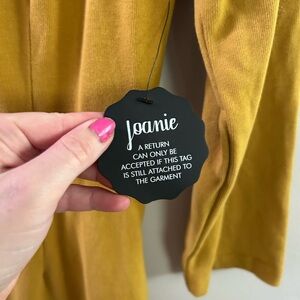 Joanie
A RETURN
CAN ONLY BE
ACCEPTED IF THIS TAG
IS STILL ATTACHED TO
THE GARMENT